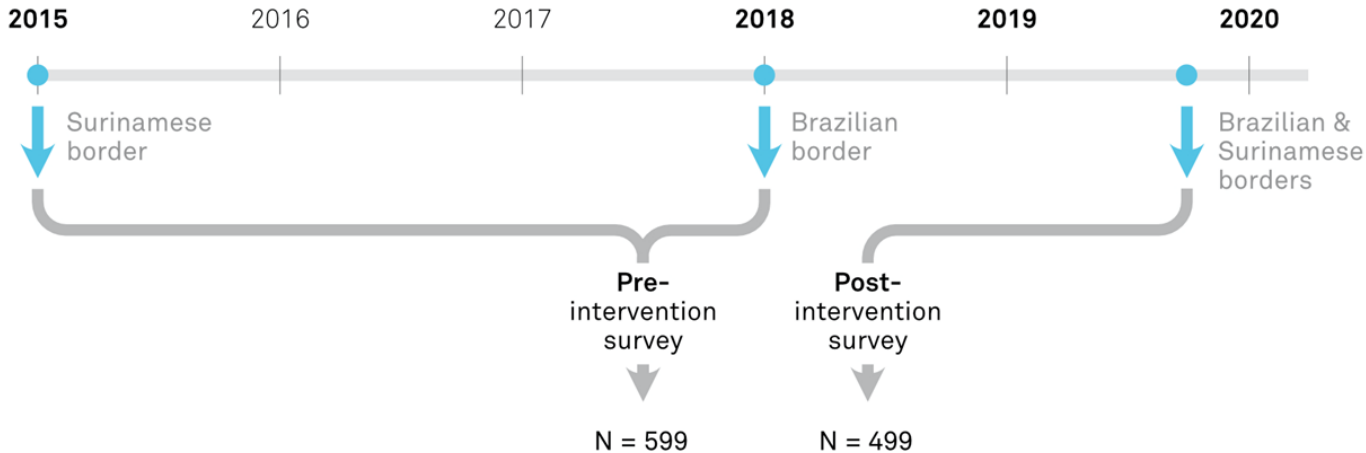 2015 2016 2017 2018 2019 2020
Surinamese
border
Brazilian
border
Brazilian &
Surinamese
borders
Pre-
intervention
survey
Post-
intervention
survey
N = 599
N = 499